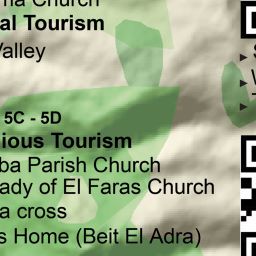 Church
al Tourism
Valley
5C - 5D
ious Tourism
ba Parish Church
ady of El Faras Church
a cross
s Home (Beit El Adra)